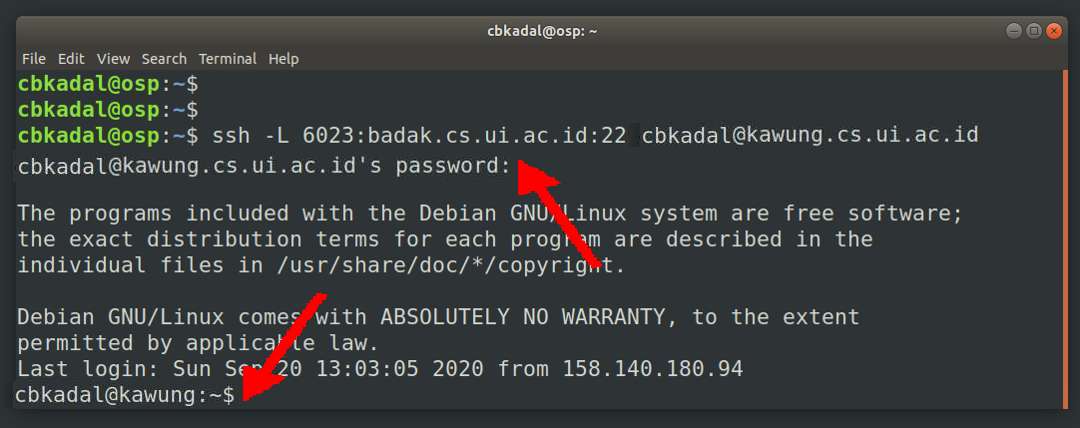 cbkadal@osp: ~
File Edit View Search Terminal Help
cbkadal@osp:~$
cbkadal@osp:~$
cbkadal@osp:~$ ssh -L 6023:badak.cs.ui.ac.id:22 cbkadal@kawung.cs.ui.ac.id
cbkadal@kawung.cs.ui.ac.id's password:
The programs included with the Debian GNU/Linux system are free software;
the exact distribution terms for each program are described in the
individual files in /usr/share/doc/*/copyright.
Debian GNU/Linux comes with ABSOLUTELY NO WARRANTY, to the extent
permitted by applicable law.
Last login: Sun Sep 20 13:03:05 2020 from 158.140.180.94
cbkadal@kawung:~$